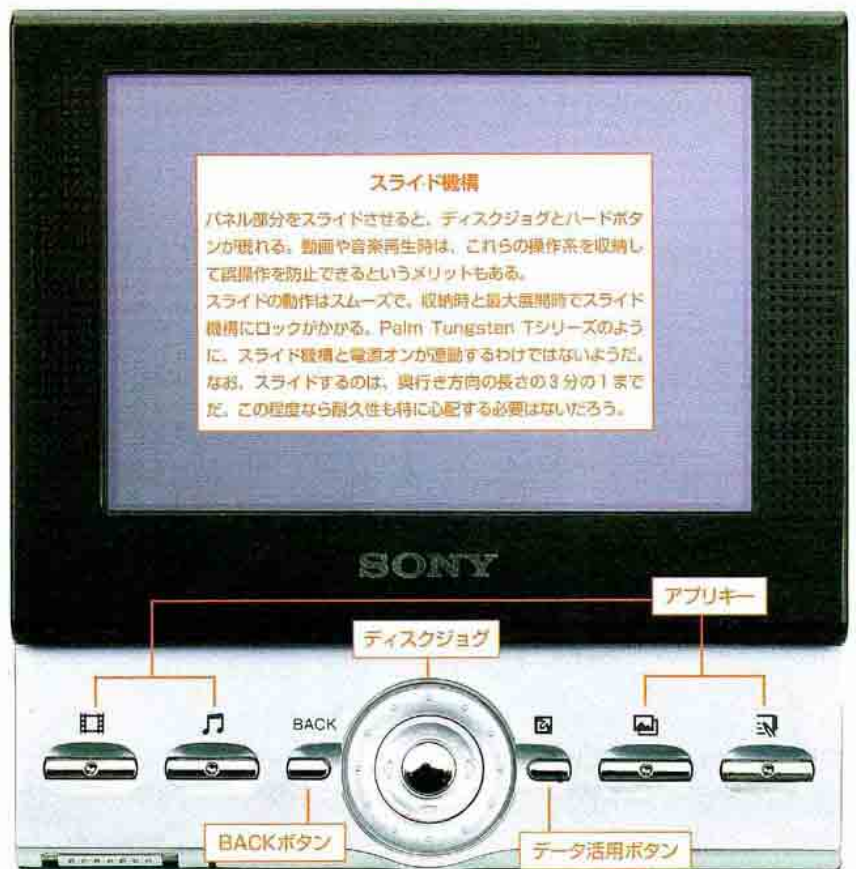 スライド機構
パネル部分をスライドさせると、ディスクジョグとハードボタ
ンが現れる。動画や音楽再生時は、これらの操作系を収納し
て誤操作を防止できるというメリットもある。
スライドの動作はスムーズで、収納時と最大展開時でスライド
機構にロックがかかる。Palm Tungsten Tシリーズのよう
に、スライド機構と電源オンが連動するわけではないようだ。
なお、スライドするのは、奥行き方向の長さの3分の1まで
だ、この程度なら耐久性も特に心配する必要はないだろう。
SONY
アプリキー
ディスクジョグ
BACK
BACKボタン
データ活用ボタン